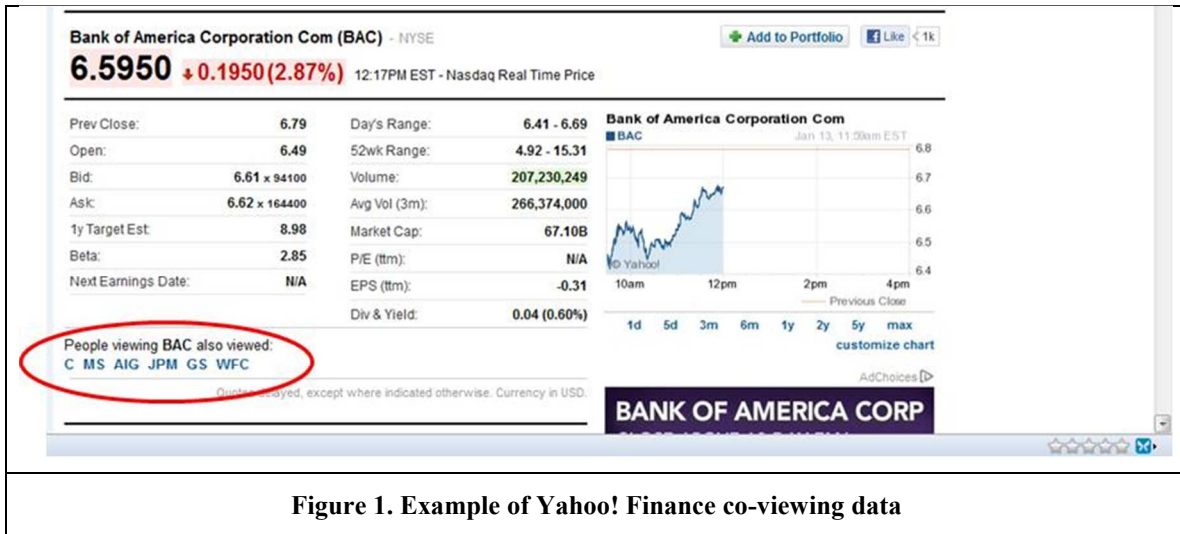 Bank of America Corporation Com (BAC) - NYSE
Add to Portfolio
Like
1k
6.5950 0.1950(2.87%) 12:17PM EST - Nasdaq Real Time Price
Prev Close: 6.79
Open: 6.49
Bid: 6.61 x 94100
Ask: 6.62 x 164400
1y Target Est: 8.98
Beta: 2.85
Next Earnings Date: N/A
Day's Range: 6.41 - 6.69
52wk Range: 4.92 - 15.31
Volume: 207,230,249
Avg Vol (3m): 266,374,000
Market Cap: 67.10B
P/E (ttm): N/A
EPS (ttm): -0.31
Div & Yield: 0.04 (0.60%)
Bank of America Corporation Com
BAC Jan 13, 11:59am EST
6.8
6.7
6.6
6.5
6.4
© Yahoo!
10am 12pm 2pm 4pm
Previous Close
1d 5d 3m 6m 1y 2y 5y max
customize chart
People viewing BAC also viewed:
C MS AIG JPM GS WFC
Quotes delayed, except where indicated otherwise. Currency in USD.
AdChoices
BANK OF AMERICA CORP
Figure 1. Example of Yahoo! Finance co-viewing data